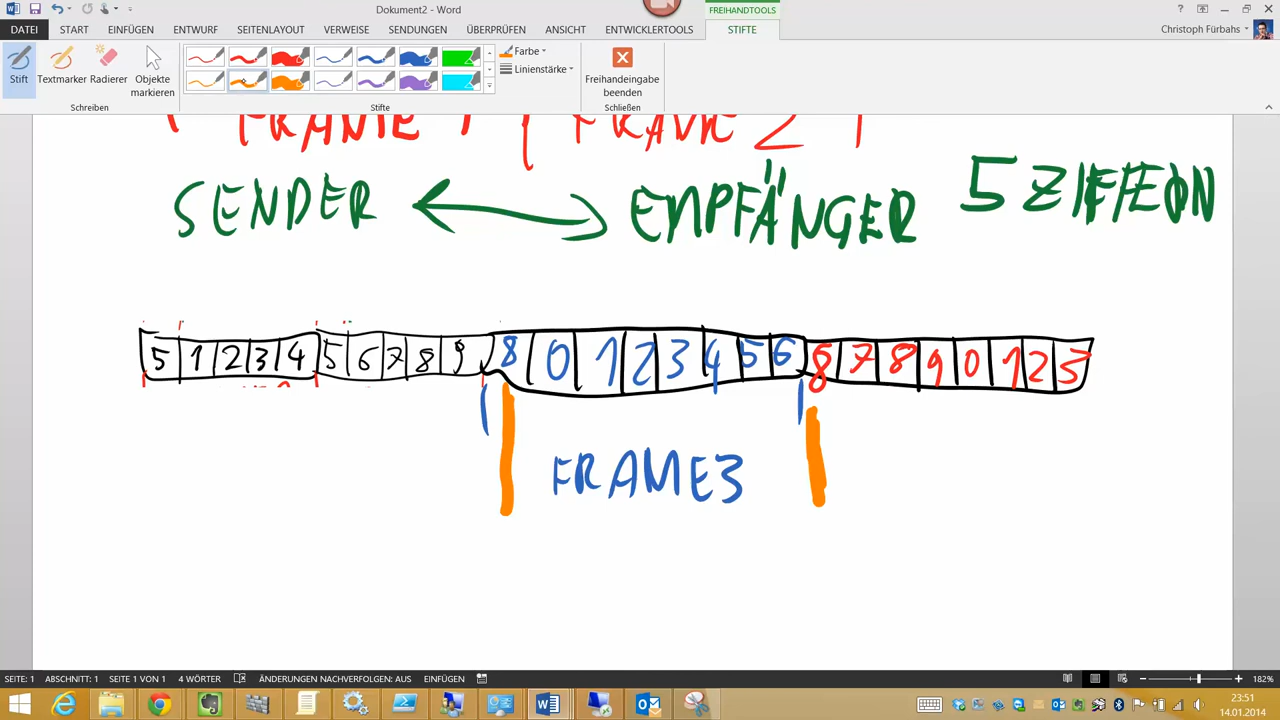 Dokument2 - Word
FREIHANDTOOLS
DATEI START EINFÜGEN ENTWURF SEITENLAYOUT VERWEISE SENDUNGEN ÜBERPRÜFEN ANSICHT ENTWICKLERTOOLS STIFTE
Christoph Fürbahs
Stift Textmarker Radierer Objekte markieren
Farbe
Linienstärke
Freihandeingabe beenden
Schreiben Stifte Schließen
FRAME 1 FRAME 2
SENDER EMPFÄNGER 5 ZIFFERN
5 1 2 3 4 5 6 7 8 9 8 0 1 2 3 4 5 6 8 7 8 9 0 1 2 3
FRAME3
SEITE: 1 ABSCHNITT: 1 SEITE 1 VON 1 4 WÖRTER ÄNDERUNGEN NACHVERFOLGEN: AUS EINFÜGEN 182%
23:51
14.01.2014